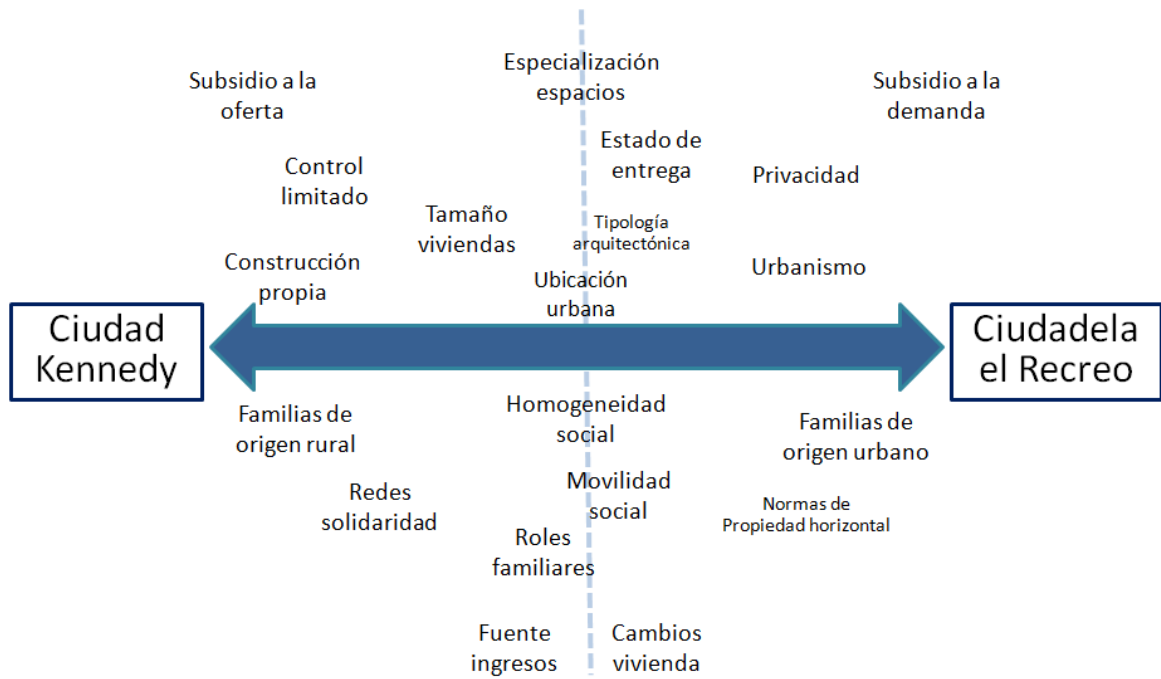 Especialización
espacios
Subsidio a la
oferta
Subsidio a la
demanda
Estado de
entrega
Control
limitado
Privacidad
Tamaño
viviendas
Tipología
arquitectónica
Construcción
propia
Urbanismo
Ubicación
urbana
Ciudad
Kennedy
Ciudadela
el Recreo
Homogeneidad
social
Familias de
origen rural
Familias de
origen urbano
Movilidad
social
Redes
solidaridad
Normas de
Propiedad horizontal
Roles
familiares
Fuente
ingresos
Cambios
vivienda